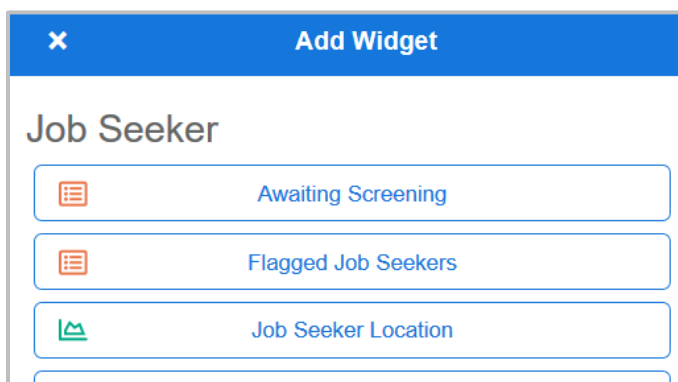 Add Widget
Job Seeker
Awaiting Screening
Flagged Job Seekers
Job Seeker Location